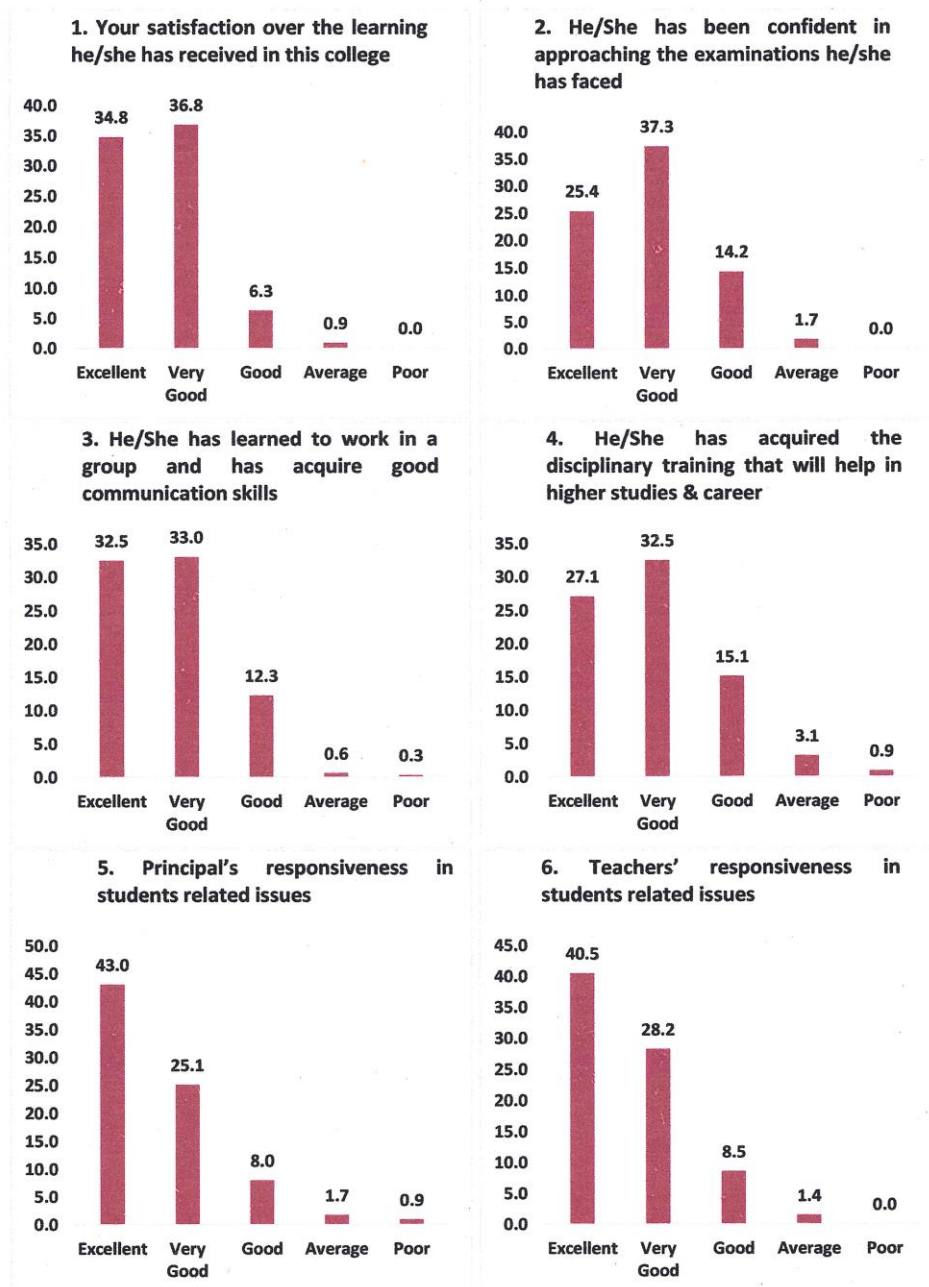 1. Your satisfaction over the learning
he/she has received in this college
40.0
35.0
30.0
25.0
20.0
15.0
10.0
5.0
0.0
34.8
36.8
6.3
0.9
0.0
Excellent
Very
Good
Good
Average
Poor
2. He/She has been confident in
approaching the examinations he/she
has faced
40.0
35.0
30.0
25.0
20.0
15.0
10.0
5.0
0.0
25.4
37.3
14.2
1.7
0.0
Excellent
Very
Good
Good
Average
Poor
3. He/She has learned to work in a
group and has acquire good
communication skills
35.0
30.0
25.0
20.0
15.0
10.0
5.0
0.0
32.5
33.0
12.3
0.6
0.3
Excellent
Very
Good
Good
Average
Poor
4. He/She has acquired the
disciplinary training that will help in
higher studies & career
35.0
30.0
25.0
20.0
15.0
10.0
5.0
0.0
27.1
32.5
15.1
3.1
0.9
Excellent
Very
Good
Good
Average
Poor
5. Principal's responsiveness in
students related issues
50.0
45.0
40.0
35.0
30.0
25.0
20.0
15.0
10.0
5.0
0.0
43.0
25.1
8.0
1.7
0.9
Excellent
Very
Good
Good
Average
Poor
6. Teachers' responsiveness in
students related issues
45.0
40.0
35.0
30.0
25.0
20.0
15.0
10.0
5.0
0.0
40.5
28.2
8.5
1.4
0.0
Excellent
Very
Good
Good
Average
Poor